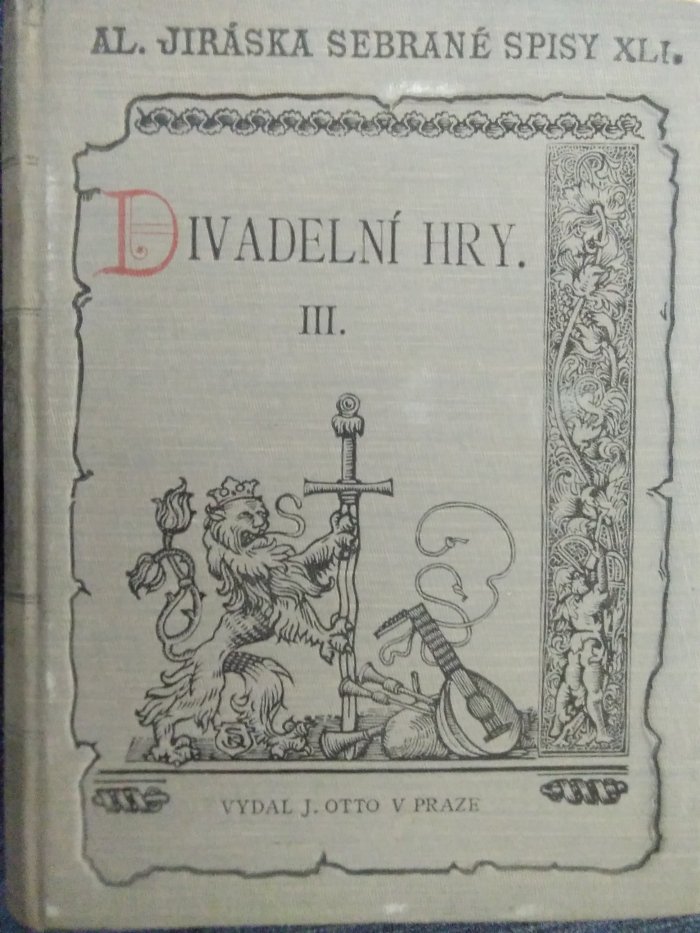 AL. JIRÁSKA SEBRANÉ SPISY XLI.
DIVADELNÍ HRY.
III.
VYDAL J. OTTO V PRAZE